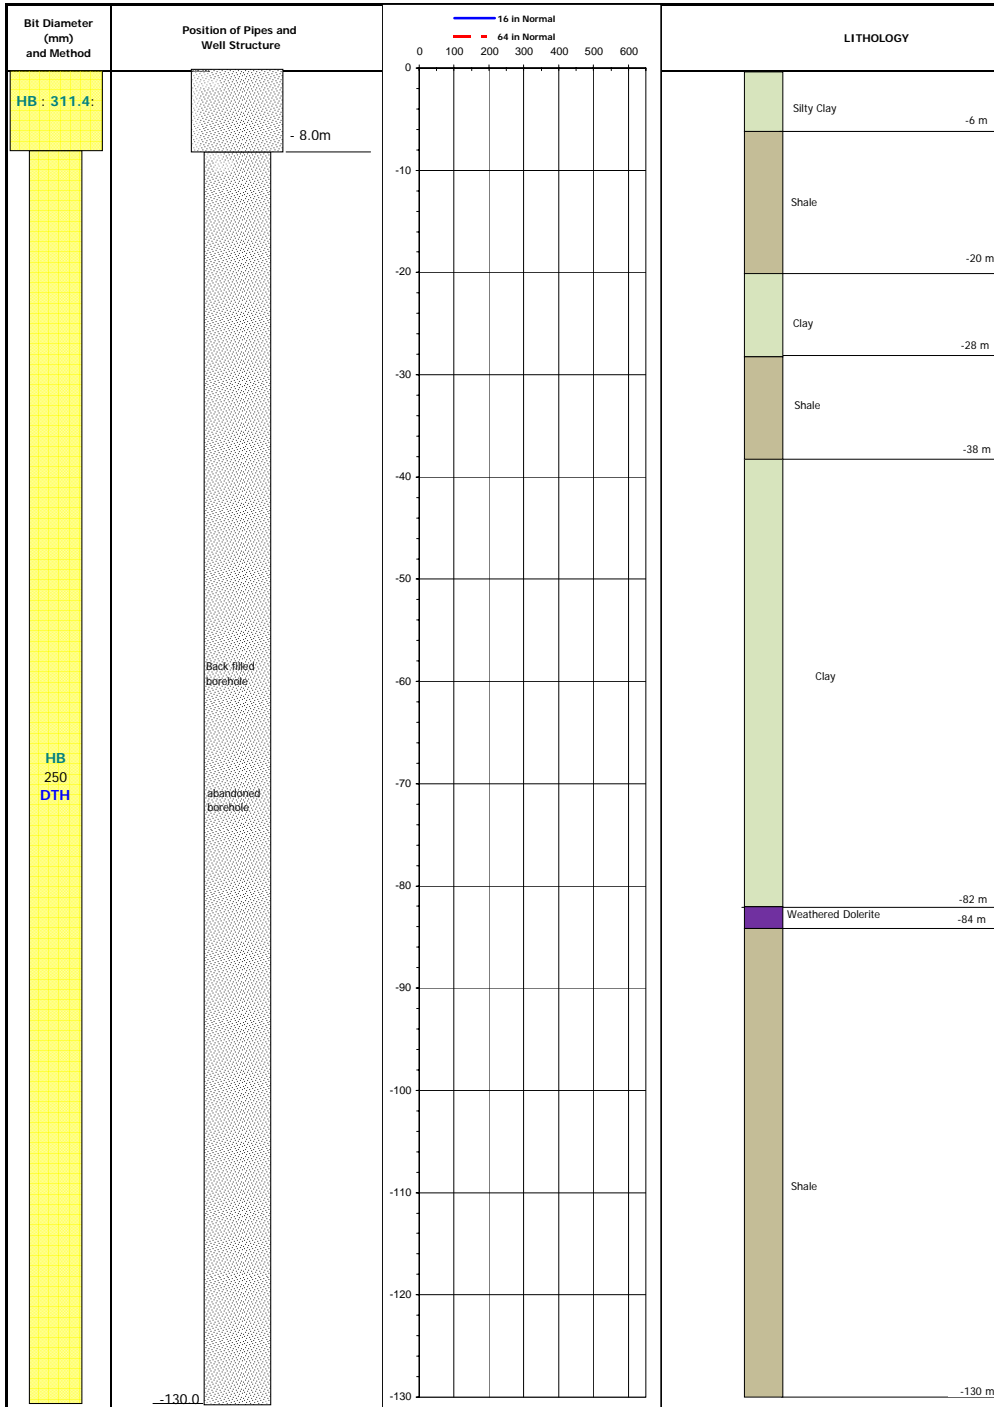 Bit Diameter
(mm)
and Method
Position of Pipes and
Well Structure
16 in Normal
64 in Normal
0 100 200 300 400 500 600
LITHOLOGY
0
-10
-20
-30
-40
-50
-60
-70
-80
-90
-100
-110
-120
-130
HB : 311.4:
HB
250
DTH
- 8.0m
Back filled
borehole
abandoned
borehole
-130.0
Silty Clay
-6 m
Shale
-20 m
Clay
-28 m
Shale
-38 m
Clay
-82 m
Weathered Dolerite
-84 m
Shale
-130 m